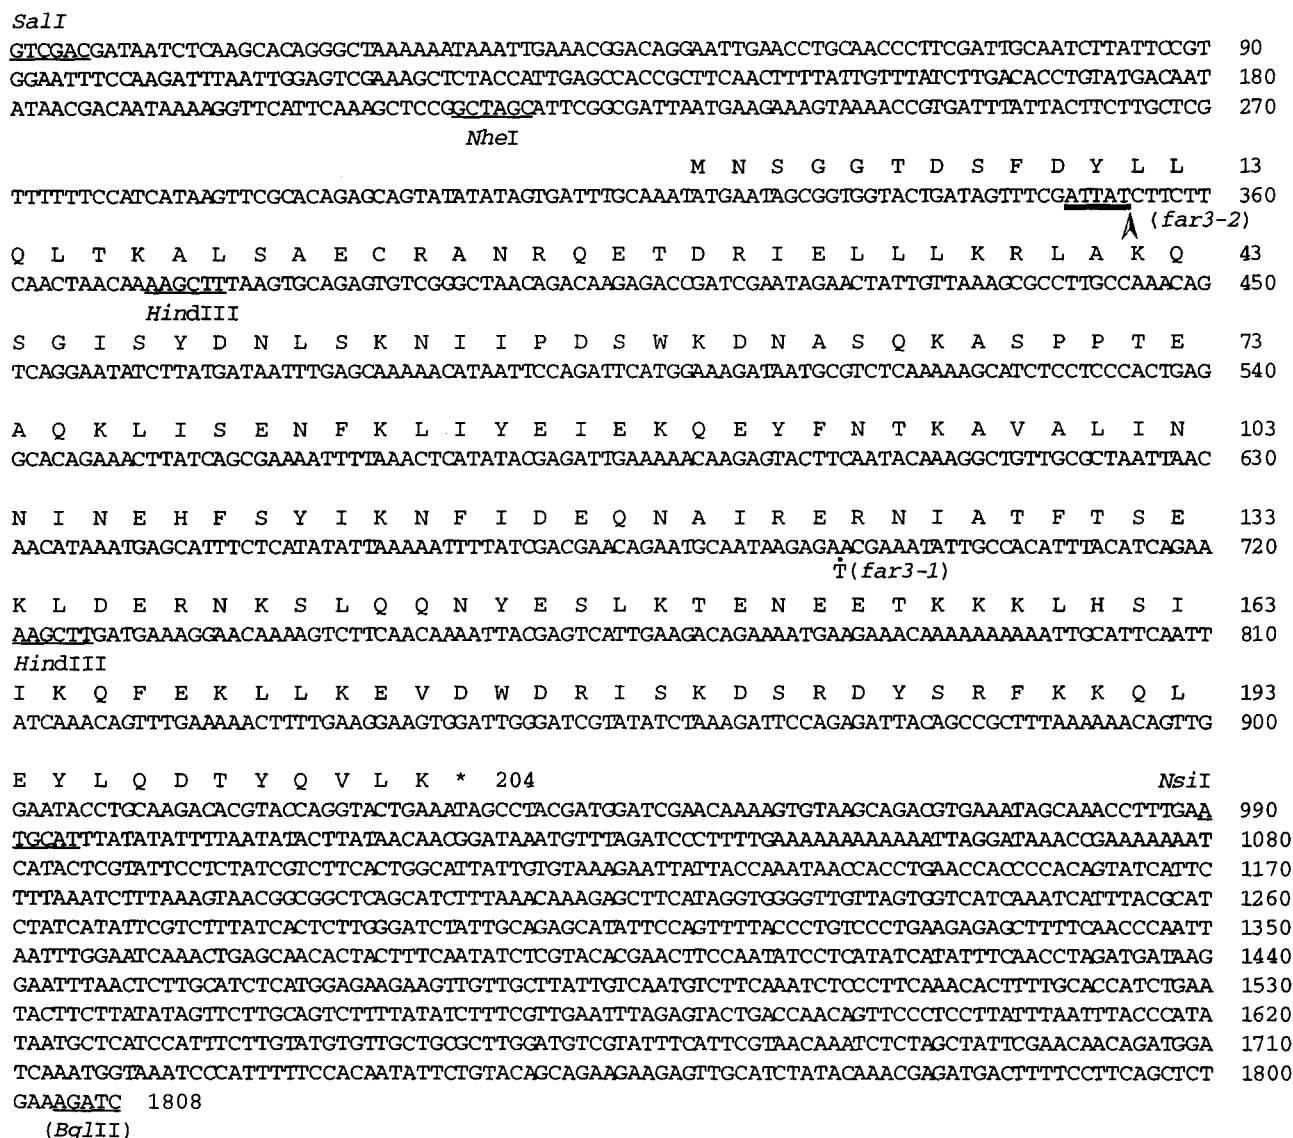 SalI
GTCGACGATAATCTCAAGCACAGGGCTAAAAAATAAATTGAAACGGACAGGAATTGAACCTGCAACCCTTCGATTGCAATCTTATTCCGT 90
GGAATTTCCAAGATTTAATTGGAGTCGAAAGCTCTACCATTGAGCCACCGCTTCAACTTTTATTGTTTATCTTGACACCTGTATGACAAT 180
ATAACGACAATAAAAGGTTCATTCAAAGCTCCGGCTAGCATTCGGCGATTAATGAAGAAAGTAAAACCGTGATTTATTACTTCTTGCTCG 270
NheI
M N S G G T D S F D Y L L 13
TTTTTTCCATCATAAGTTCGCACAGAGCAGTATATATAGTGATTTGCAAATATGAATAGCGGTGGTACTGATAGTTTCGATTATCTTCTT 360
(far3-2)
Q L T K A L S A E C R A N R Q E T D R I E L L L K R L A K Q 43
CAACTAACAAAAGCTTTAAGTGCAGAGTGTCGGGCTAACAGACAAGAGACCGATCGAATAGAACTATTGTTAAAGCGCCTTGCCAAACAG 450
HindIII
S G I S Y D N L S K N I I P D S W K D N A S Q K A S P P T E 73
TCAGGAATATCTTATGATAATTTGAGCAAAAACATAATTCCAGATTCATGGAAAGATAATGCGTCTCAAAAAGCATCTCCTCCCACTGAG 540
A Q K L I S E N F K L I Y E I E K Q E Y F N T K A V A L I N 103
GCACAGAAACTTATCAGCGAAAATTTTAAACTCATATACGAGATTGAAAAACAAGAGTACTTCAATACAAAGGCTGTTGCGCTAATTAAC 630
N I N E H F S Y I K N F I D E Q N A I R E R N I A T F T S E 133
AACATAAATGAGCATTTCTCATATATTAAAAATTTTATCGACGAACAGAATGCAATAAGAGAACGAAATATTGCCACATTTACATCAGAA 720
T(far3-1)
K L D E R N K S L Q Q N Y E S L K T E N E E T K K K L H S I 163
AAGCTTGATGAAAGGAACAAAAGTCTTCAACAAAATTACGAGTCATTGAAGACAGAAAATGAAGAAACAAAAAAAAAATTGCATTCAATT 810
HindIII
I K Q F E K L L K E V D W D R I S K D S R D Y S R F K K Q L 193
ATCAAACAGTTTGAAAAACTTTTGAAGGAAGTGGATTGGGATCGTATATCTAAAGATTCCAGAGATTACAGCCGCTTTAAAAAACAGTTG 900
E Y L Q D T Y Q V L K * 204 NsiI
GAATACCTGCAAGACACGTACCAGGTACTGAAATAGCCTACGATGGATCGAACAAAAGTGTAAGCAGACGTGAAATAGCAAACCTTTGAA 990
TGCATTTATATATTTTTAATATACTTATAACAACGGATAAATGTTTAGATCCCTTTTGAAAAAAAAAAAAATTAGGATAAACCGAAAAAAAT 1080
CATACTCGTATTCCTCTATCGTCTTCACTGGCATTATTGTGTAAAGAATTATTACCAAATAACCACCTGAACCACCCCACAGTATCATTC 1170
TTTAAATCTTTAAAGTAACGGCGGCTCAGCATCTTTAAACAAAGAGCTTCATAGGTGGGGTTGTTAGTGGTCATCAAATCATTTACGCAT 1260
CTATCATATTCGTCTTTATCACTCTTGGGATCTATTGCAGAGCATATTCCAGTTTTACCCTGTCCCTGAAGAGAGCTTTTCAACCCAATT 1350
AATTTGGAATCAAACTGAGCAACACTACTTTCAATATCTCGTACACGAACTTCCAATATCCTCATATCATATTTCAACCTAGATGATAAG 1440
GAATTTAACTCTTGCATCTCATGGAGAAGAAGTTGTTGCTTATTGTCAATGTCTTCAAATCTCCCTTCAAACACTTTTGCACCATCTGAA 1530
TACTTCTTATATAGTTCTTGCAGTCTTTTATATCTTTCGTTGAATTTAGAGTACTGACCAACAGTTCCCTCCTTATTTAATTTACCCATA 1620
TAATGCTCATCCATTTCTTGTATGTGTTGCTGCGCTTGGATGTCGTATTTCATTCGTAACAAATCTCTAGCTATTCGAACAACAGATGGA 1710
TCAAATGGTAAATCCCATTTTTCCACAATATTCTGTACAGCAGAAGAAGAGTTGCATCTATACAAACGAGATGACTTTTCCTTCAGCTCT 1800
GAAAGATC 1808
(BglII)